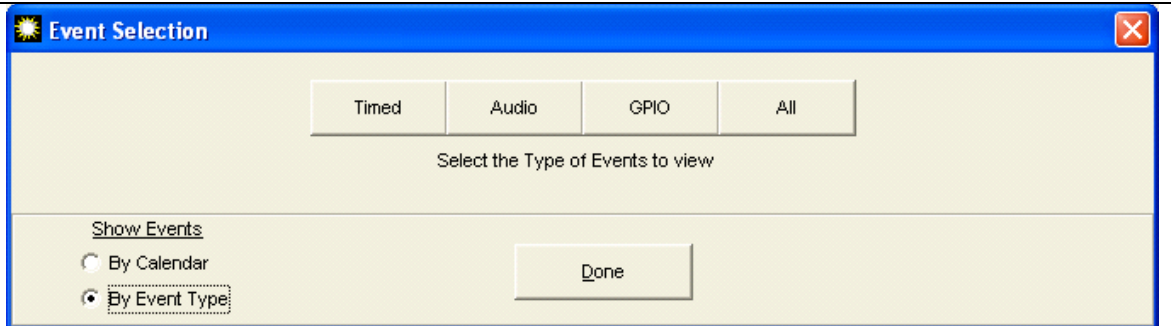 Event Selection
Timed Audio GPIO All
Select the Type of Events to view
Show Events
By Calendar
Done
By Event Type